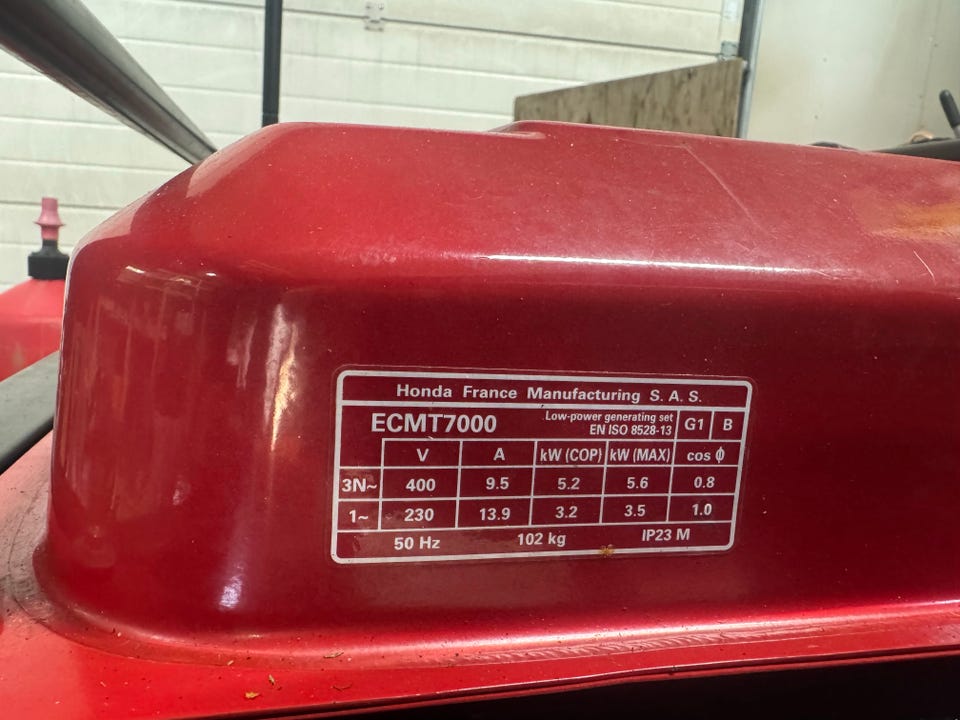 Honda France Manufacturing S. A. S.
ECMT7000 Low-power generating set EN ISO 8528-13 G1 B
V A kW (COP) kW (MAX) cos ϕ
3N~ 400 9.5 5.2 5.6 0.8
1~ 230 13.9 3.2 3.5 1.0
50 Hz 102 kg IP23 M